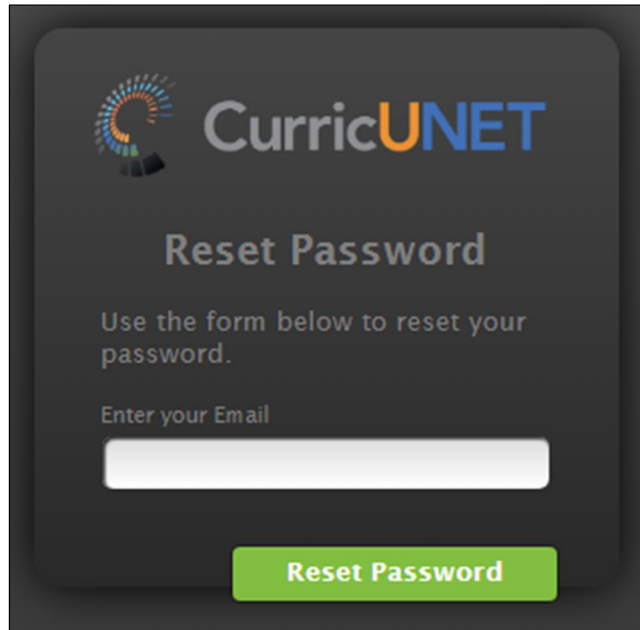 CurricUNET
Reset Password
Use the form below to reset your
password.
Enter your Email
Reset Password